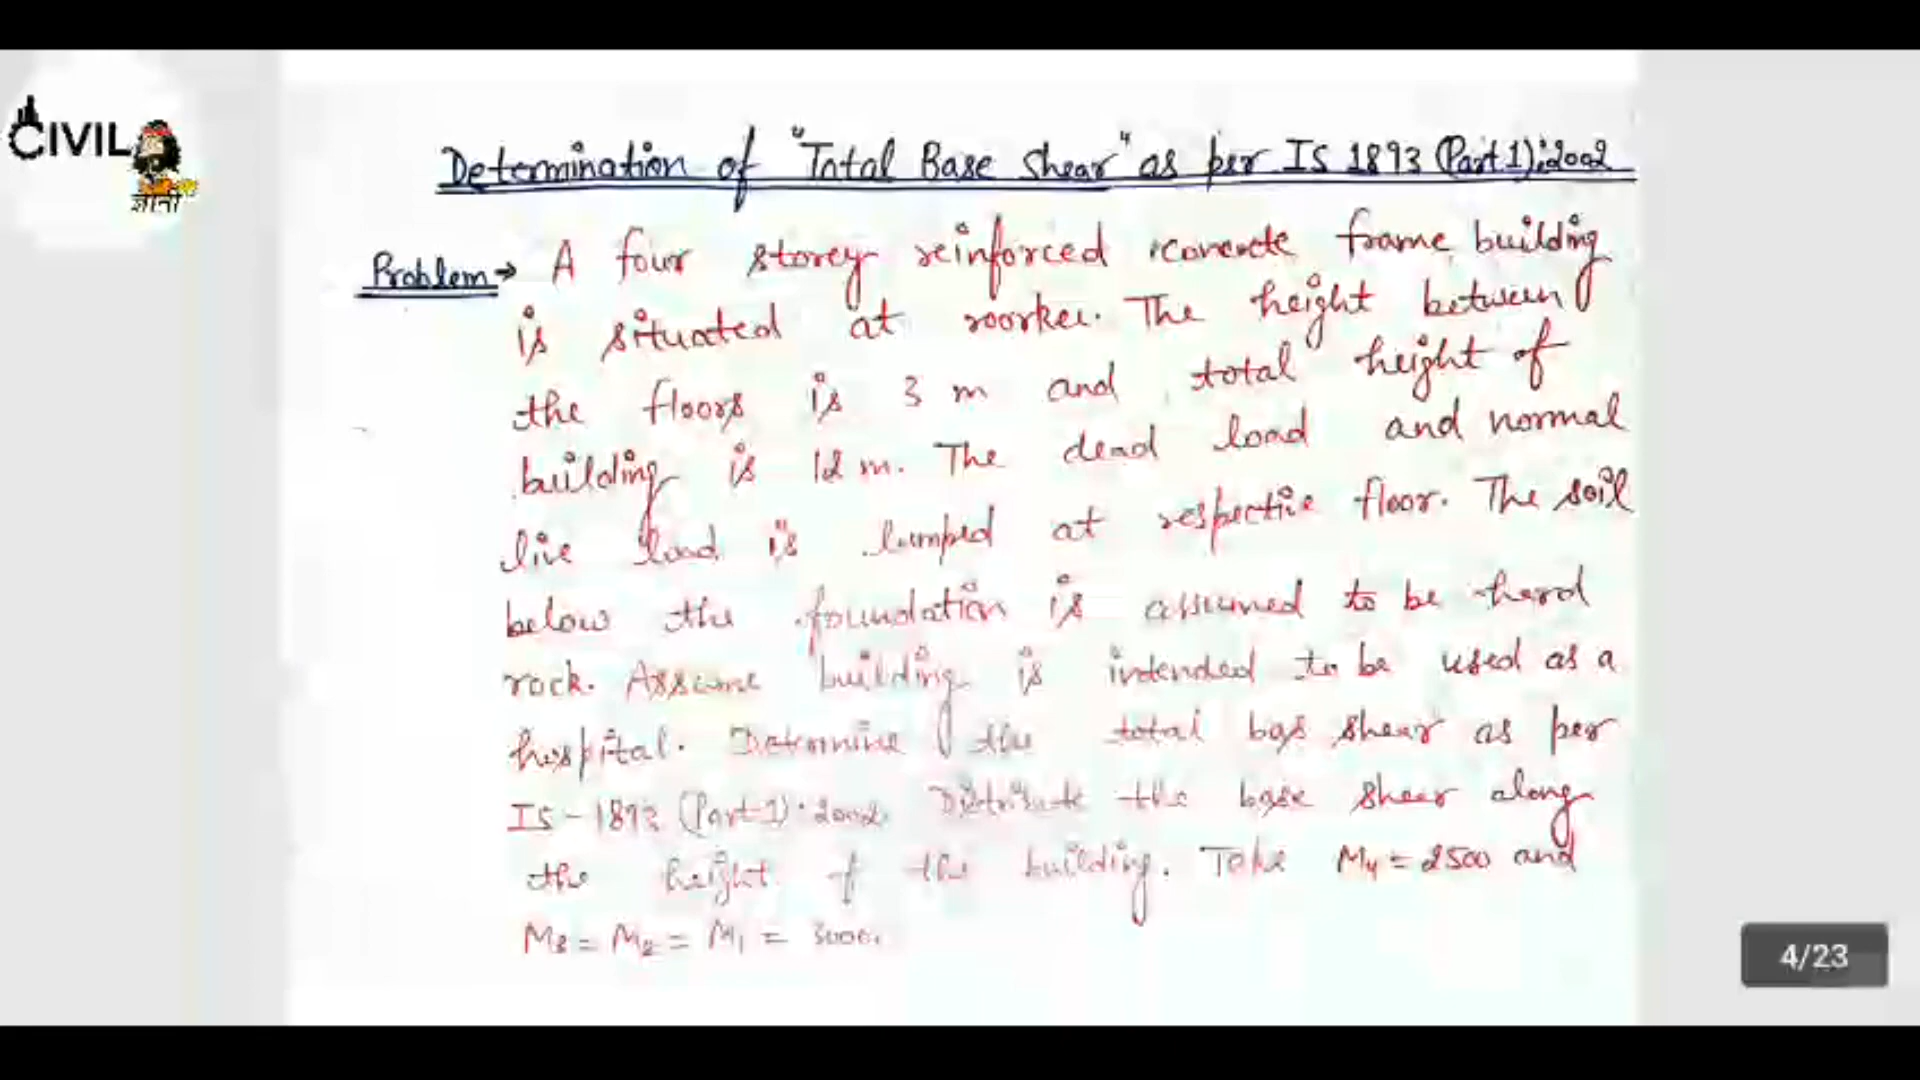 CIVIL
ज्ञानी
Determination of "Total Base Shear" as per IS 1893 (Part 1):2002
Problem→ A four storey reinforced concrete frame building
is situated at roorkee. The height between
the floors is 3 m and total height of
building is 12 m. The dead load and normal
live load is lumped at respective floor. The soil
below the foundation is assumed to be hard
rock. Assume building is intended to be used as a
hospital. Determine the total bas shear as per
IS-1893 (Part-1):2002. Distribute the base shear along
the height of the building. Take M4 = 2500 and
M3 = M2 = M1 = 3000.
4/23